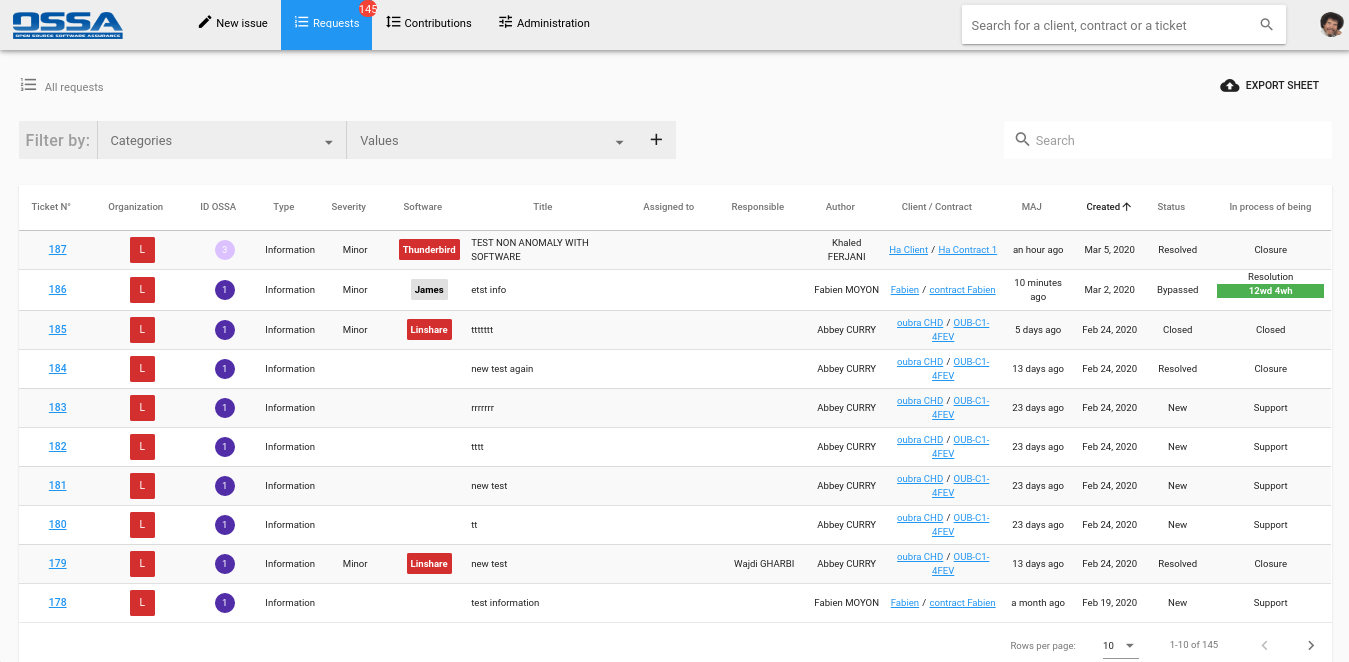 OSSA
OPEN SOURCE SOFTWARE ASSURANCE
New issue
Requests
145
Contributions
Administration
Search for a client, contract or a ticket
All requests
EXPORT SHEET
Filter by:
Categories
Values
+
Search
Ticket N° Organization ID OSSA Type Severity Software Title Assigned to Responsible Author Client / Contract MAJ Created Status In process of being
187 L 3 Information Minor Thunderbird TEST NON ANOMALY WITH SOFTWARE Khaled FERJANI Ha Client / Ha Contract 1 an hour ago Mar 5, 2020 Resolved Closure
186 L 1 Information Minor James etst info Fabien MOYON Fabien / contract Fabien 10 minutes ago Mar 2, 2020 Bypassed Resolution 12wd 4wh
185 L 1 Information Minor Linshare ttttttt Abbey CURRY oubra CHD / OUB-C1-4FEV 5 days ago Feb 24, 2020 Closed Closed
184 L 1 Information new test again Abbey CURRY oubra CHD / OUB-C1-4FEV 13 days ago Feb 24, 2020 Resolved Closure
183 L 1 Information rrrrrrr Abbey CURRY oubra CHD / OUB-C1-4FEV 23 days ago Feb 24, 2020 New Support
182 L 1 Information tttt Abbey CURRY oubra CHD / OUB-C1-4FEV 23 days ago Feb 24, 2020 New Support
181 L 1 Information new test Abbey CURRY oubra CHD / OUB-C1-4FEV 23 days ago Feb 24, 2020 New Support
180 L 1 Information tt Abbey CURRY oubra CHD / OUB-C1-4FEV 23 days ago Feb 24, 2020 New Support
179 L 1 Information Minor Linshare new test Wajdi GHARBI Abbey CURRY oubra CHD / OUB-C1-4FEV 13 days ago Feb 24, 2020 Resolved Closure
178 L 1 Information test information Fabien MOYON Fabien / contract Fabien a month ago Feb 19, 2020 New Support
Rows per page: 10 1-10 of 145